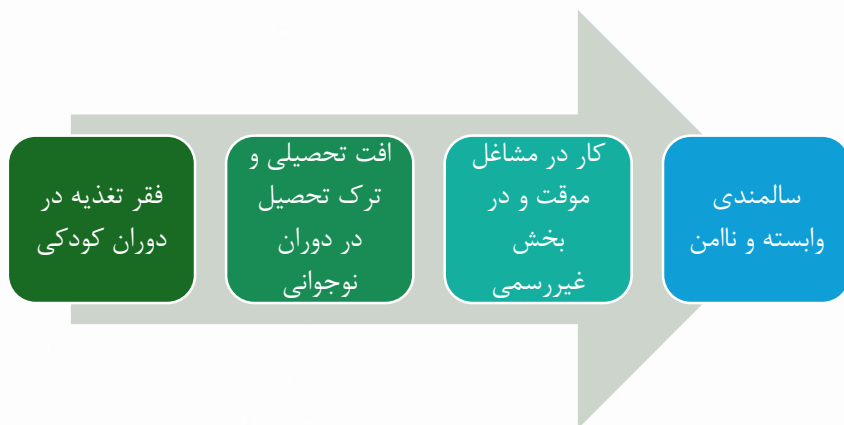 فقر تغذیه در
دوران کودکی
افت تحصیلی و
ترک تحصیل
در دوران
نوجوانی
کار در مشاغل
موقت و در
بخش
غیررسمی
سالمندی
وابسته و ناامن